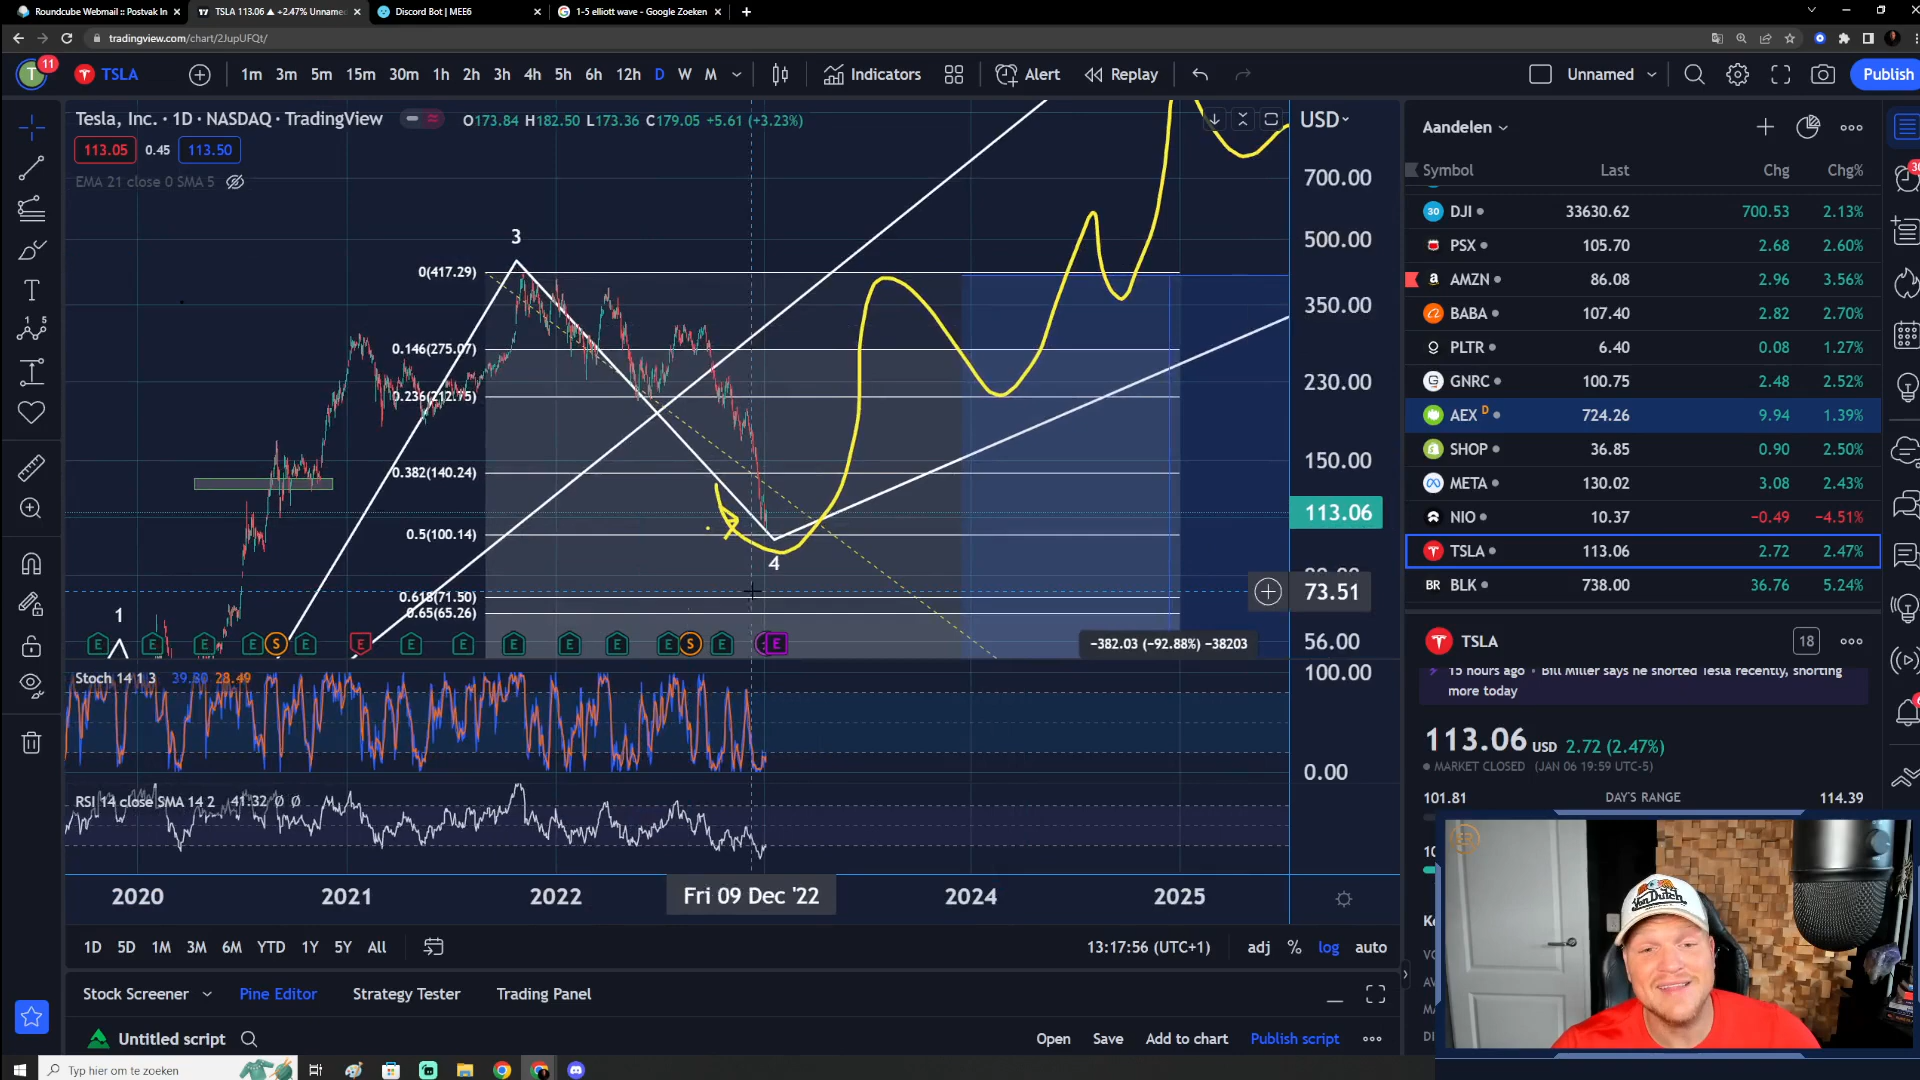 Roundcube Webmail :: Postvak In
TSLA 113.06 ▲ +2.47% Unnamed
Discord Bot | MEE6
1-5 elliott wave - Google Zoeken
tradingview.com/chart/2JupUFQt/
T 11 TSLA 1m 3m 5m 15m 30m 1h 2h 3h 4h 5h 6h 12h D W M Indicators Alert Replay Unnamed Publish
Tesla, Inc. · 1D · NASDAQ · TradingView O173.84 H182.50 L173.36 C179.05 +5.61 (+3.23%)
113.05 0.45 113.50
EMA 21 close 0 SMA 5
USD
700.00
500.00
350.00
230.00
150.00
113.06
73.51
56.00
3
0(417.29)
0.146(275.07)
0.236(212.75)
0.382(140.24)
0.5(100.14)
4
0.618(71.50)
0.65(65.26)
1
E E E E S E E E E E E E E S E E
−382.03 (−92.88%) −38203
Stoch 14 1 3 39.80 28.49
100.00
0.00
RSI 14 close SMA 14 2 41.32 Ø Ø
2020 2021 2022 Fri 09 Dec '22 2024 2025
1D 5D 1M 3M 6M YTD 1Y 5Y All 13:17:56 (UTC+1) adj % log auto
Stock Screener Pine Editor Strategy Tester Trading Panel
Untitled script Open Save Add to chart Publish script
Typ hier om te zoeken
Aandelen
Symbol Last Chg Chg%
30 DJI 33630.62 700.53 2.13%
PSX 105.70 2.68 2.60%
AMZN 86.08 2.96 3.56%
BABA 107.40 2.82 2.70%
PLTR 6.40 0.08 1.27%
GNRC 100.75 2.48 2.52%
AEX D 724.26 9.94 1.39%
SHOP 36.85 0.90 2.50%
META 130.02 3.08 2.43%
NIO 10.37 −0.49 −4.51%
TSLA 113.06 2.72 2.47%
BR BLK 738.00 36.76 5.24%
TSLA 18
15 hours ago • Bill Miller says he shorted Tesla recently, shorting
more today
113.06 USD 2.72 (2.47%)
MARKET CLOSED (JAN 06 19:59 UTC-5)
101.81 DAY'S RANGE 114.39
Von Dutch